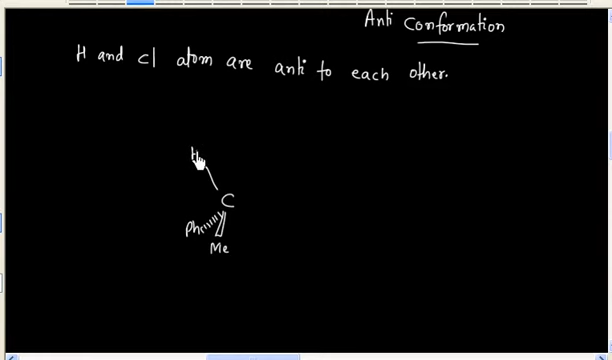 Anti Conformation
H and Cl atom are anti to each other.
H
C
Ph
Me